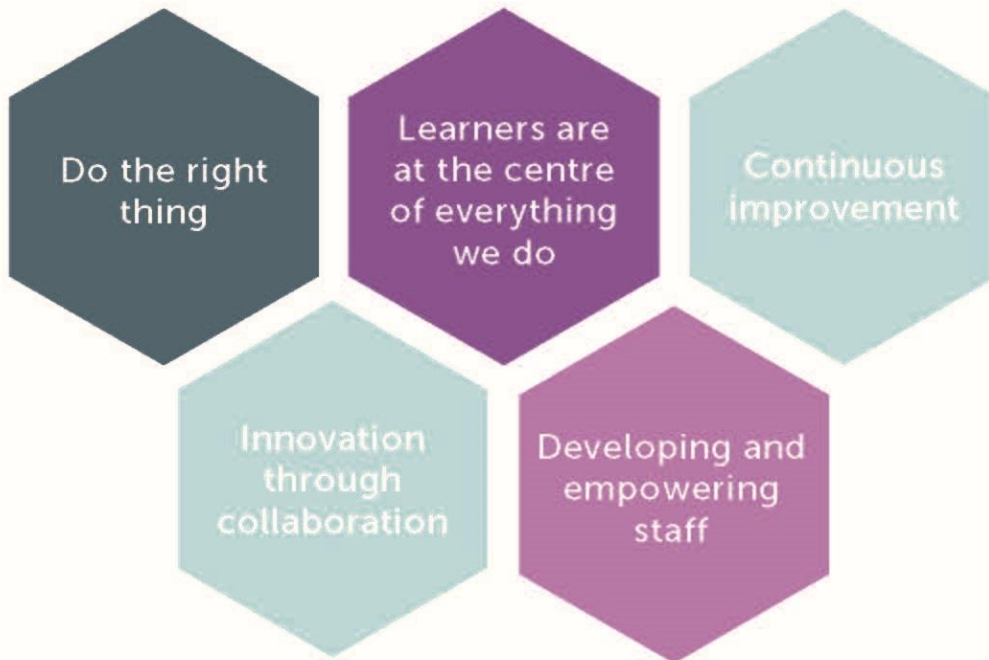 Do the right
thing
Learners are
at the centre
of everything
we do
Continuous
improvement
Innovation
through
collaboration
Developing and
empowering
staff